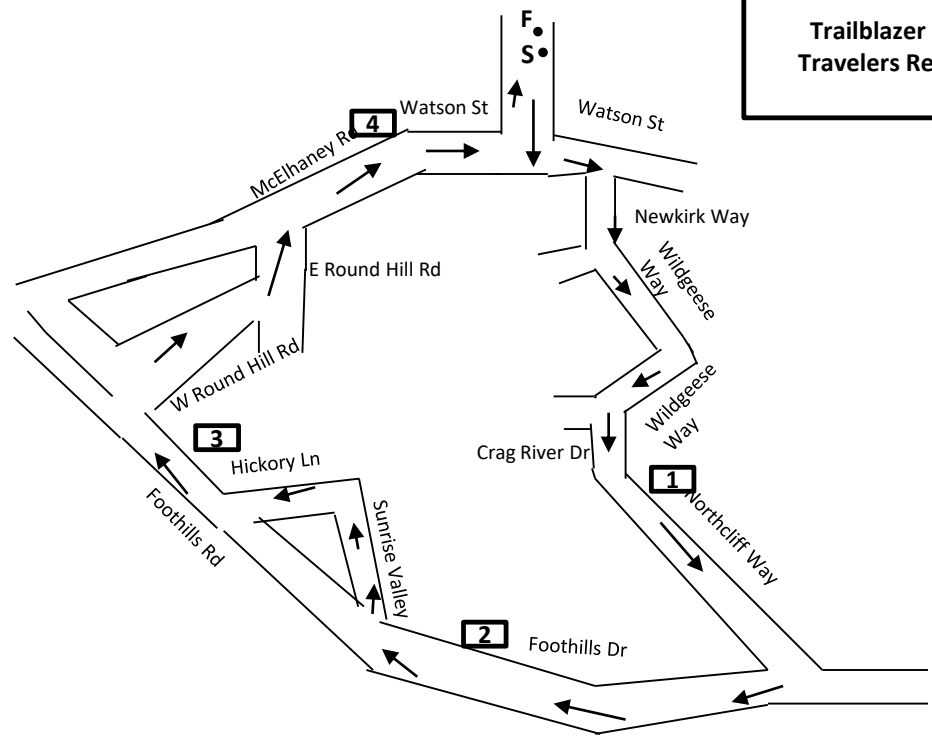 F
Trailblazer
S
Travelers Re
Watson St
Watson St
4
McElhaney R
Newkirk Way
E Round Hill Rd
Wildgeese
Way
W Round Hill Rd
Wildgeese
Way
3
Hickory Ln
Crag River Dr
1
Foothills Rd
Sunrise Valley
Northcliff Way
2
Foothills Dr